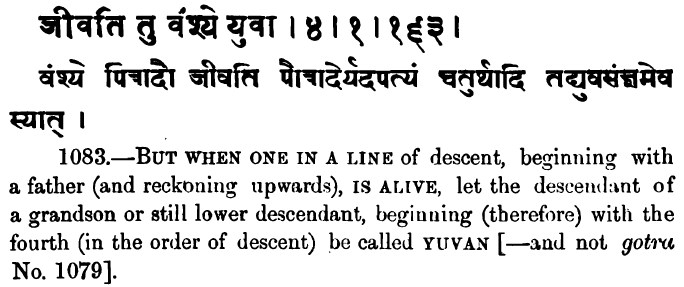 जीवति तु वंश्ये युवा । ४ । १ । १६३ ।
वंश्ये पित्रादौ जीवति पौत्रादेर्यदपत्यं चतुर्थादि तद्युवसंज्ञमेव
स्यात् ।
1083.—BUT WHEN ONE IN A LINE of descent, beginning with
a father (and reckoning upwards), IS ALIVE, let the descendant of
a grandson or still lower descendant, beginning (therefore) with the
fourth (in the order of descent) be called YUVAN [—and not gotra
No. 1079].